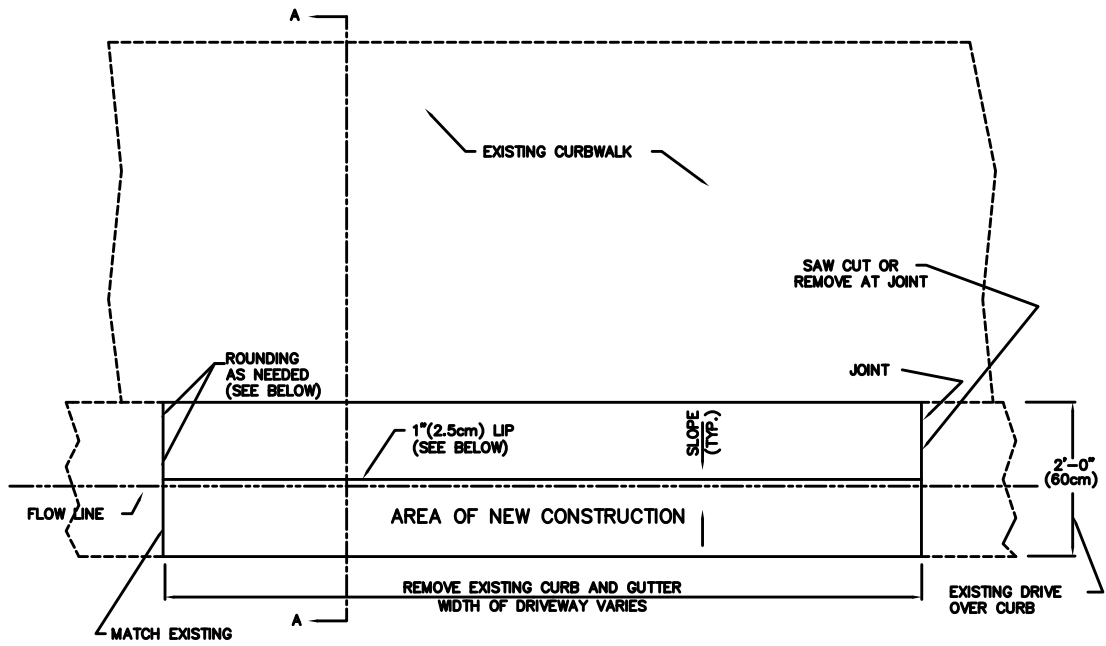 A
EXISTING CURBWALK
SAW CUT OR
REMOVE AT JOINT
ROUNDING
AS NEEDED
(SEE BELOW)
JOINT
1"(2.5cm) LIP
(SEE BELOW)
SLOPE
(TYP.)
2'-0"
(60cm)
FLOW LINE
AREA OF NEW CONSTRUCTION
REMOVE EXISTING CURB AND GUTTER
WIDTH OF DRIVEWAY VARIES
EXISTING DRIVE
OVER CURB
A
MATCH EXISTING